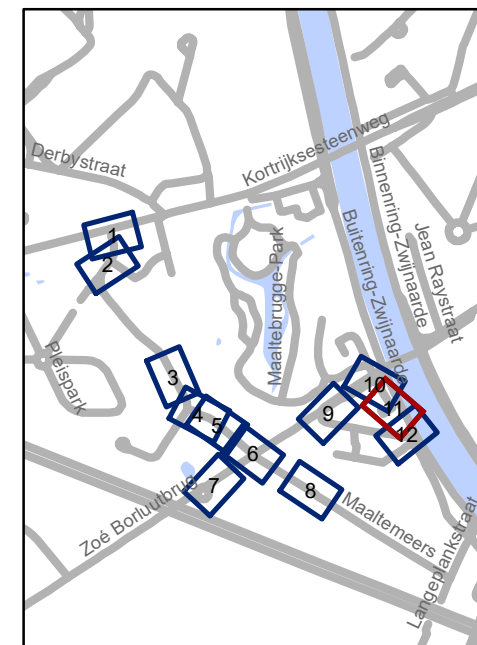 Derbystraat
Kortrijksesteenweg
Binnenring-Zwijnaarde
Jean Raystraat
Buitenring-Zwijnaarde
Maaltebrugge-Park
Pleispark
Zoé Borluutbrug
Maaltemeers
Langeplankstraat
1
2
3
4
5
6
7
8
9
10
11
12